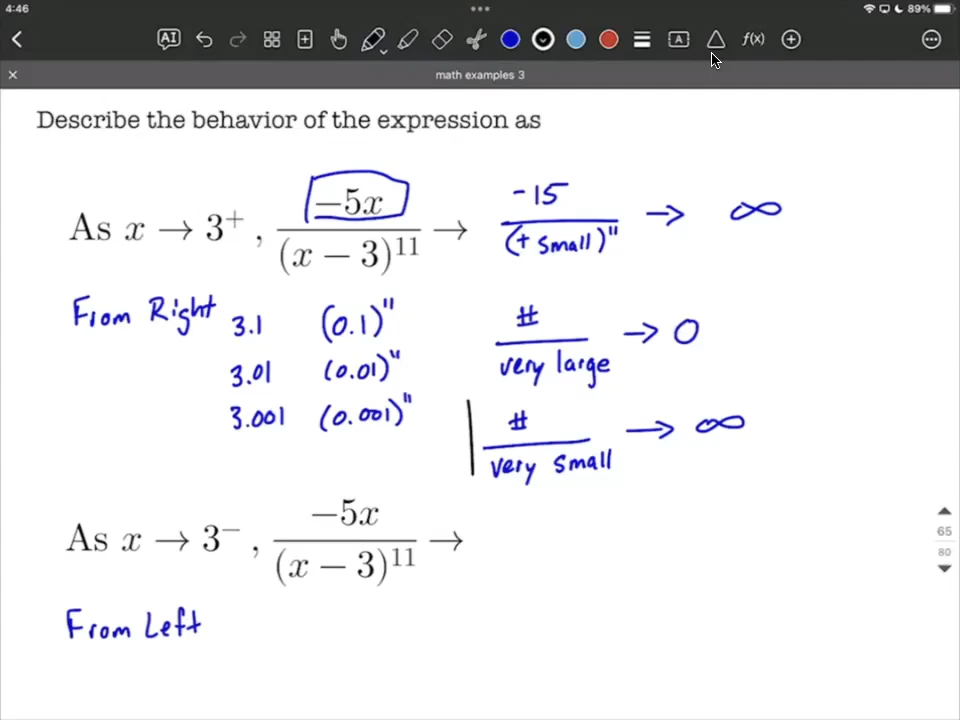 4:46
89%
AI
A
f(x)
math examples 3
Describe the behavior of the expression as
As x → 3⁺ , −5x / (x − 3)¹¹ → -15 / (+ small)¹¹ → ∞
From Right
3.1 (0.1)¹¹
3.01 (0.01)¹¹
3.001 (0.001)¹¹
# / very large → 0
# / very small → ∞
As x → 3⁻ , −5x / (x − 3)¹¹ →
From Left
65
80